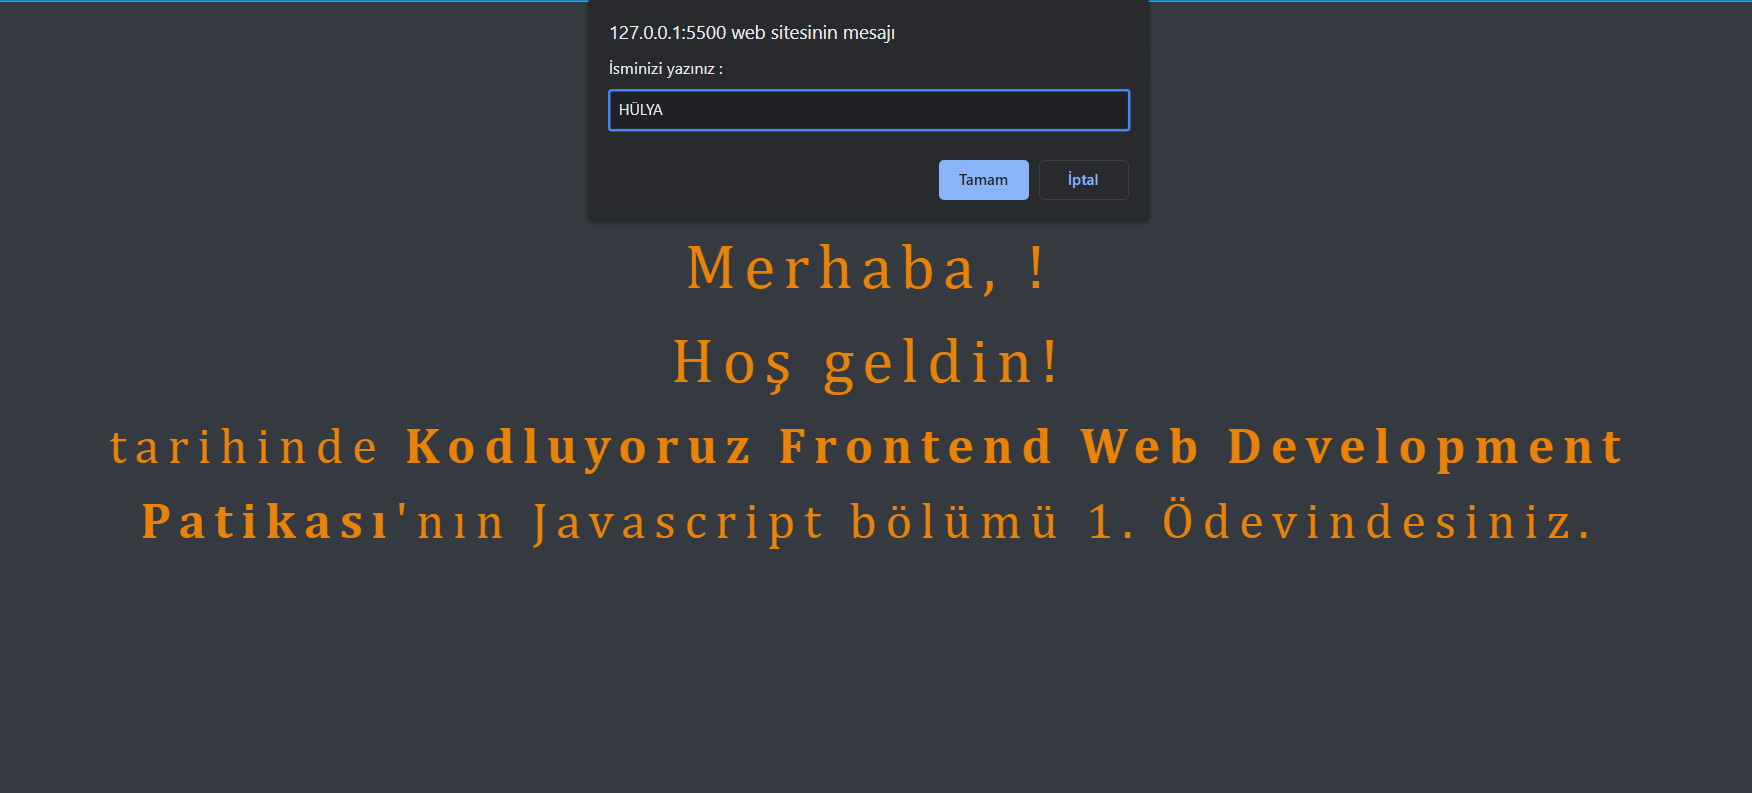 127.0.0.1:5500 web sitesinin mesajı
İsminizi yazınız :
HÜLYA
Tamam İptal
Merhaba, !
Hoş geldin!
tarihinde Kodluyoruz Frontend Web Development
Patikası'nın Javascript bölümü 1. Ödevindesiniz.